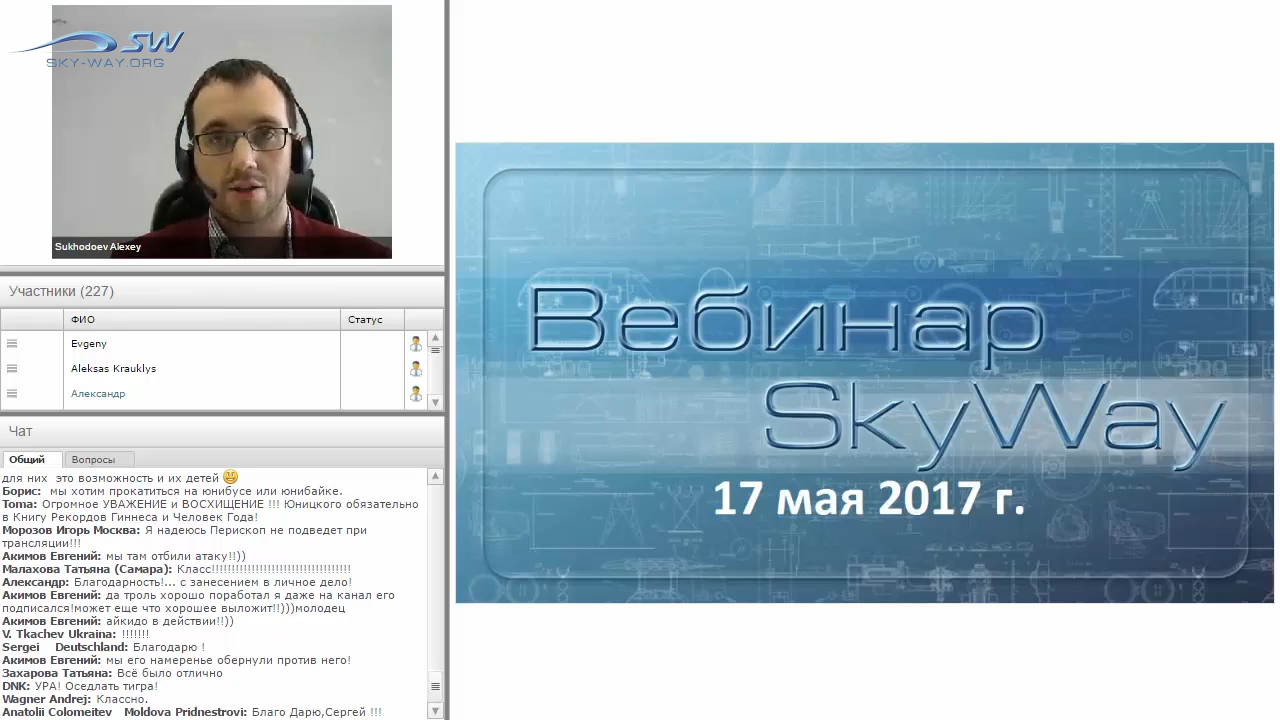 SW
SKY-WAY.ORG
Sukhodoev Alexey
Участники (227)
ФИО Статус
Evgeny
Aleksas Krauklys
Александр
Чат
Общий Вопросы
для них это возможность и их детей
Борис: мы хотим прокатиться на юнибусе или юнибайке.
Toma: Огромное УВАЖЕНИЕ и ВОСХИЩЕНИЕ !!! Юницкого обязательно
в Книгу Рекордов Гиннеса и Человек Года!
Морозов Игорь Москва: Я надеюсь Перископ не подведет при
трансляции!!!
Акимов Евгений: мы там отбили атаку!!))
Малахова Татьяна (Самара): Класс!!!!!!!!!!!!!!!!!!!!!!!!!!!!!!!!!!!
Александр: Благодарность!... с занесением в личное дело!
Акимов Евгений: да троль хорошо поработал я даже на канал его
подписался!может еще что хорошее выложит!!)))молодец
Акимов Евгений: айкидо в действии!!))
V. Tkachev Ukraina: !!!!!!!
Sergei Deutschland: Благодарю !
Акимов Евгений: мы его намеренье обернули против него!
Захарова Татьяна: Всё было отлично
DNK: УРА! Оседлать тигра!
Wagner Andrej: Классно.
Anatolii Colomeitev Moldova Pridnestrovi: Благо Дарю,Сергей !!!
Вебинар
SkyWay
17 мая 2017 г.